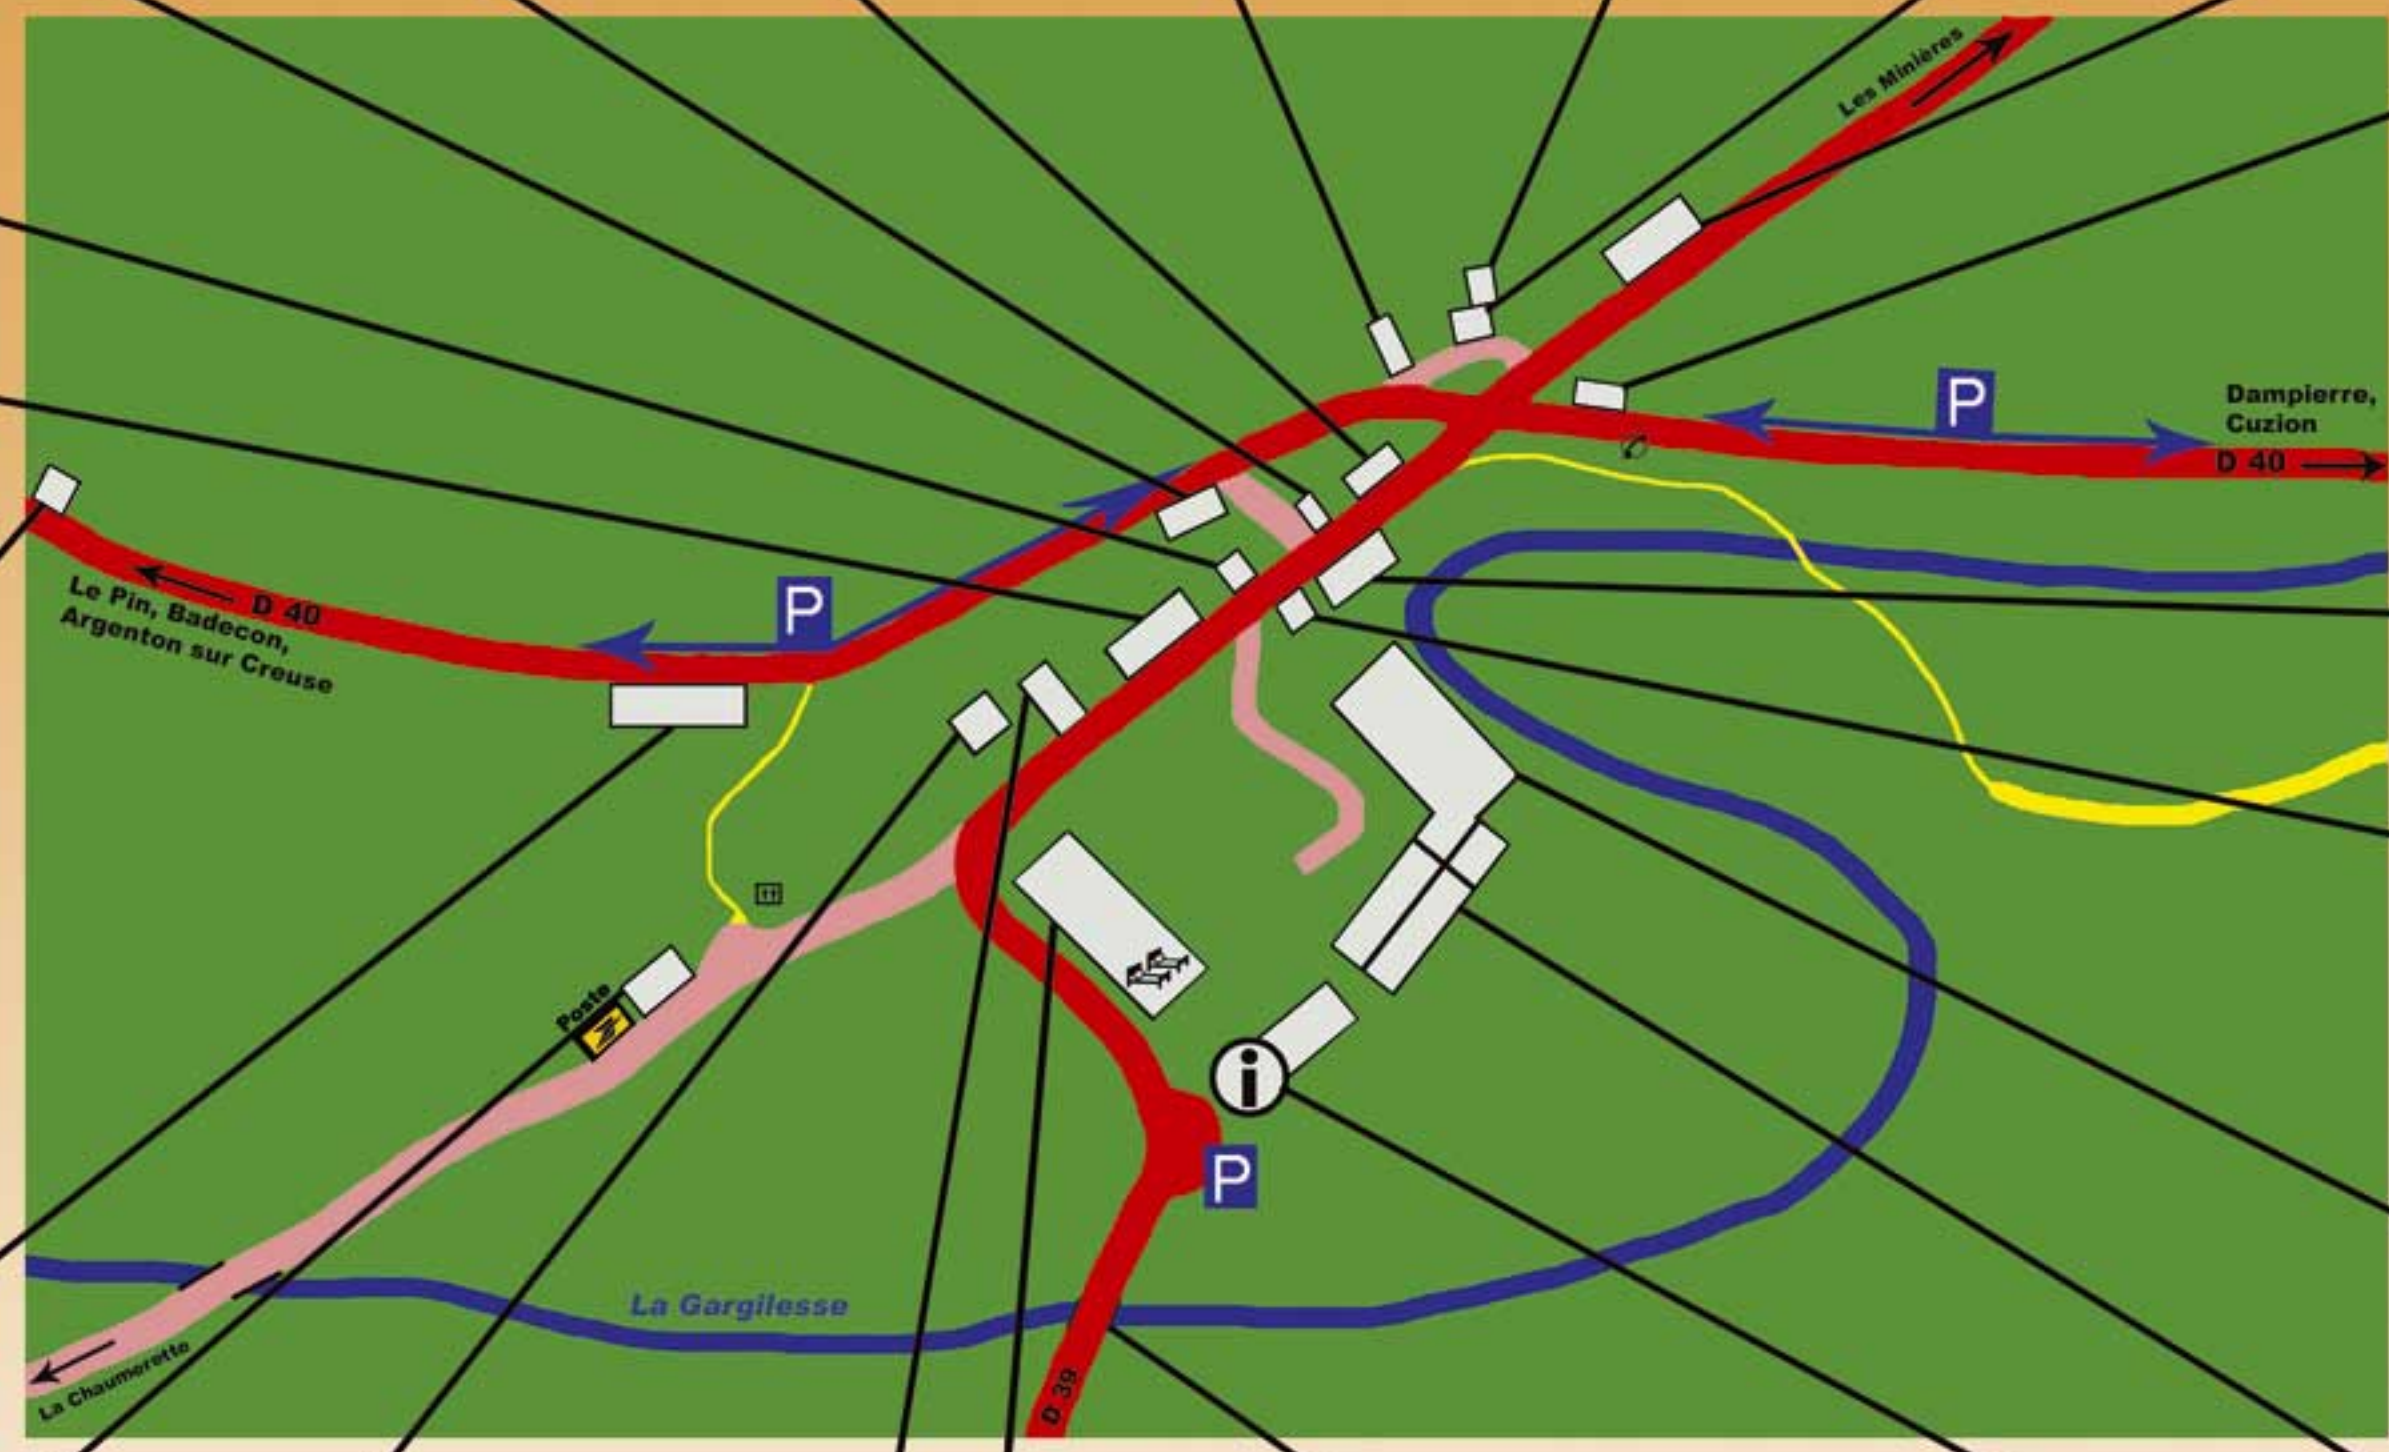 Les Minières
P
Dampierre,
Cuzion
D 40
D 40
Le Pin, Badecon,
Argenton sur Creuse
P
Poste
i
P
La Gargilesse
La Chaumerette
D 39